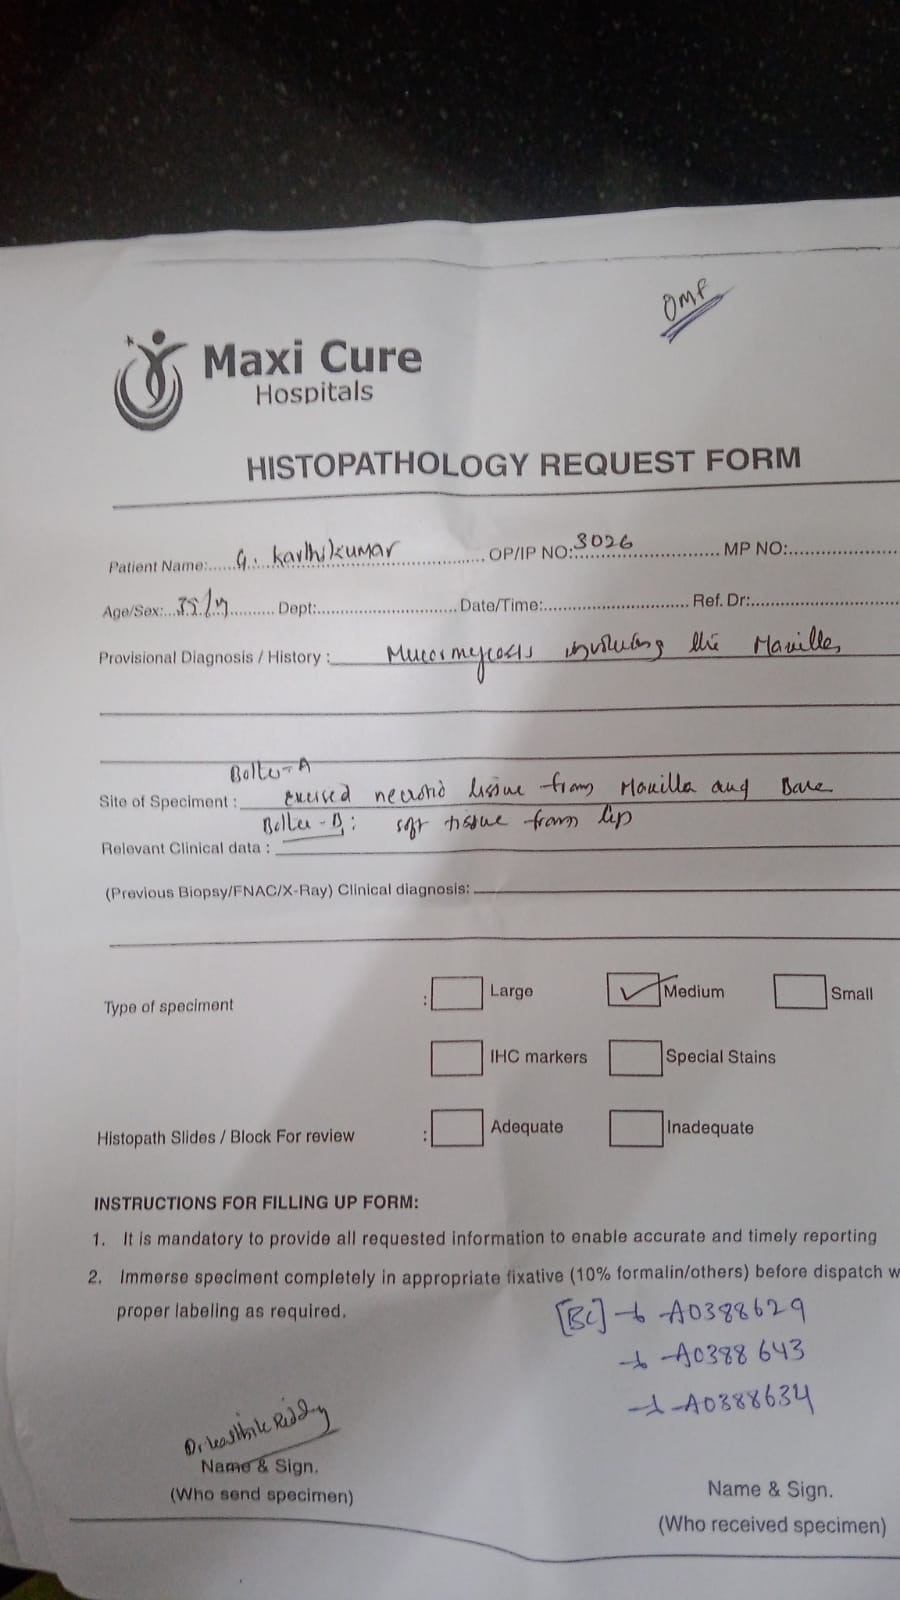 OMF
Maxi Cure
Hospitals
HISTOPATHOLOGY REQUEST FORM
Patient Name:.....G. Karthikumar.....OP/IP NO:3026..... MP NO:.....
Age/Sex:...35/M.......... Dept:.......... Date/Time:.......... Ref. Dr:..........
Provisional Diagnosis / History : Mucormycosis involving the Maxilla
Bottle-A
Site of Specimen : Excised necrotic tissue from Maxilla and
Bottle-B: soft tissue from lip
Relevant Clinical data :
(Previous Biopsy/FNAC/X-Ray) Clinical diagnosis:
Type of speciment : Large Medium Small
IHC markers Special Stains
Histopath Slides / Block For review : Adequate Inadequate
INSTRUCTIONS FOR FILLING UP FORM:
1. It is mandatory to provide all requested information to enable accurate and timely reporting
2. Immerse speciment completely in appropriate fixative (10% formalin/others) before dispatch w
proper labeling as required.
[BC] → A0388629
→ A0388643
→ A0388634
Dr Karthik Reddy
Name & Sign.
(Who send specimen)
Name & Sign.
(Who received specimen)